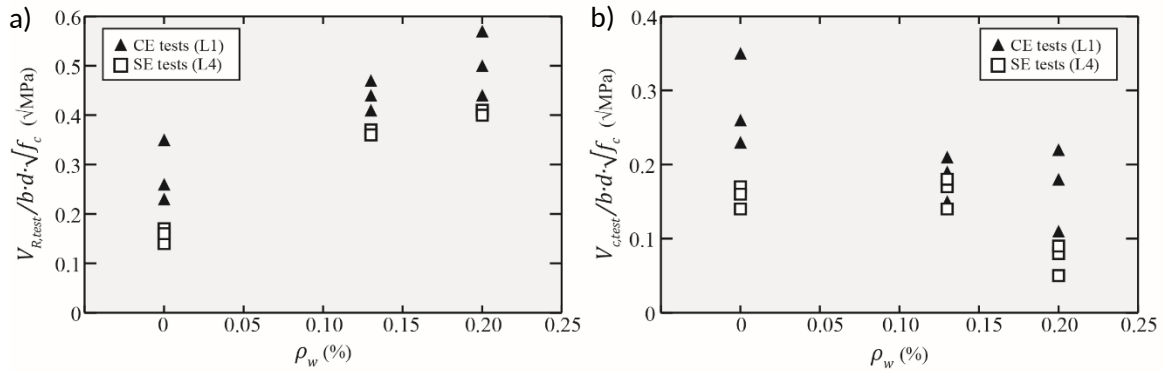 a)
0.6
0.5
0.4
0.3
0.2
0.1
0
V_R,test/b·d·√f_c (√MPa)
▲ CE tests (L1)
□ SE tests (L4)
0 0.05 0.10 0.15 0.20 0.25
ρ_w (%)
b)
0.4
0.3
0.2
0.1
0
V_c,test/b·d·√f_c (√MPa)
▲ CE tests (L1)
□ SE tests (L4)
0 0.05 0.10 0.15 0.20 0.25
ρ_w (%)